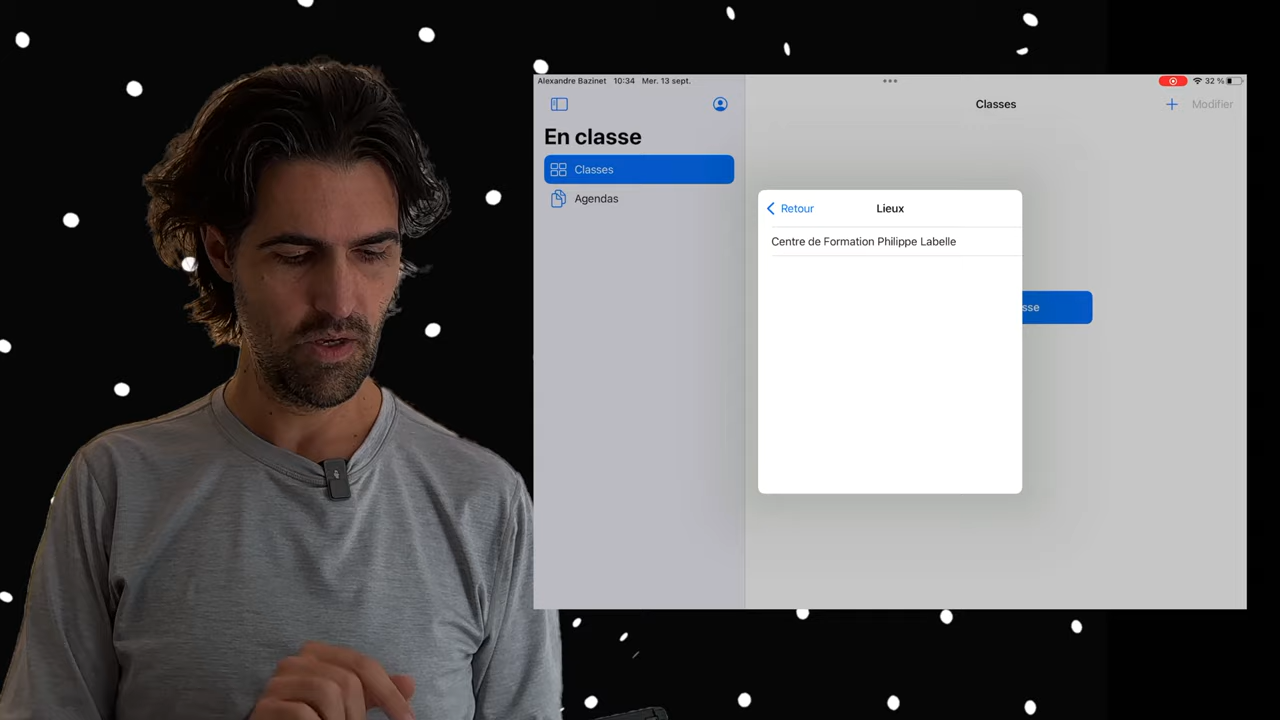 Alexandre Bazinet 10:34 Mer. 13 sept.
32 %
En classe
Classes
Agendas
Classes
Modifier
Retour
Lieux
Centre de Formation Philippe Labelle
sse